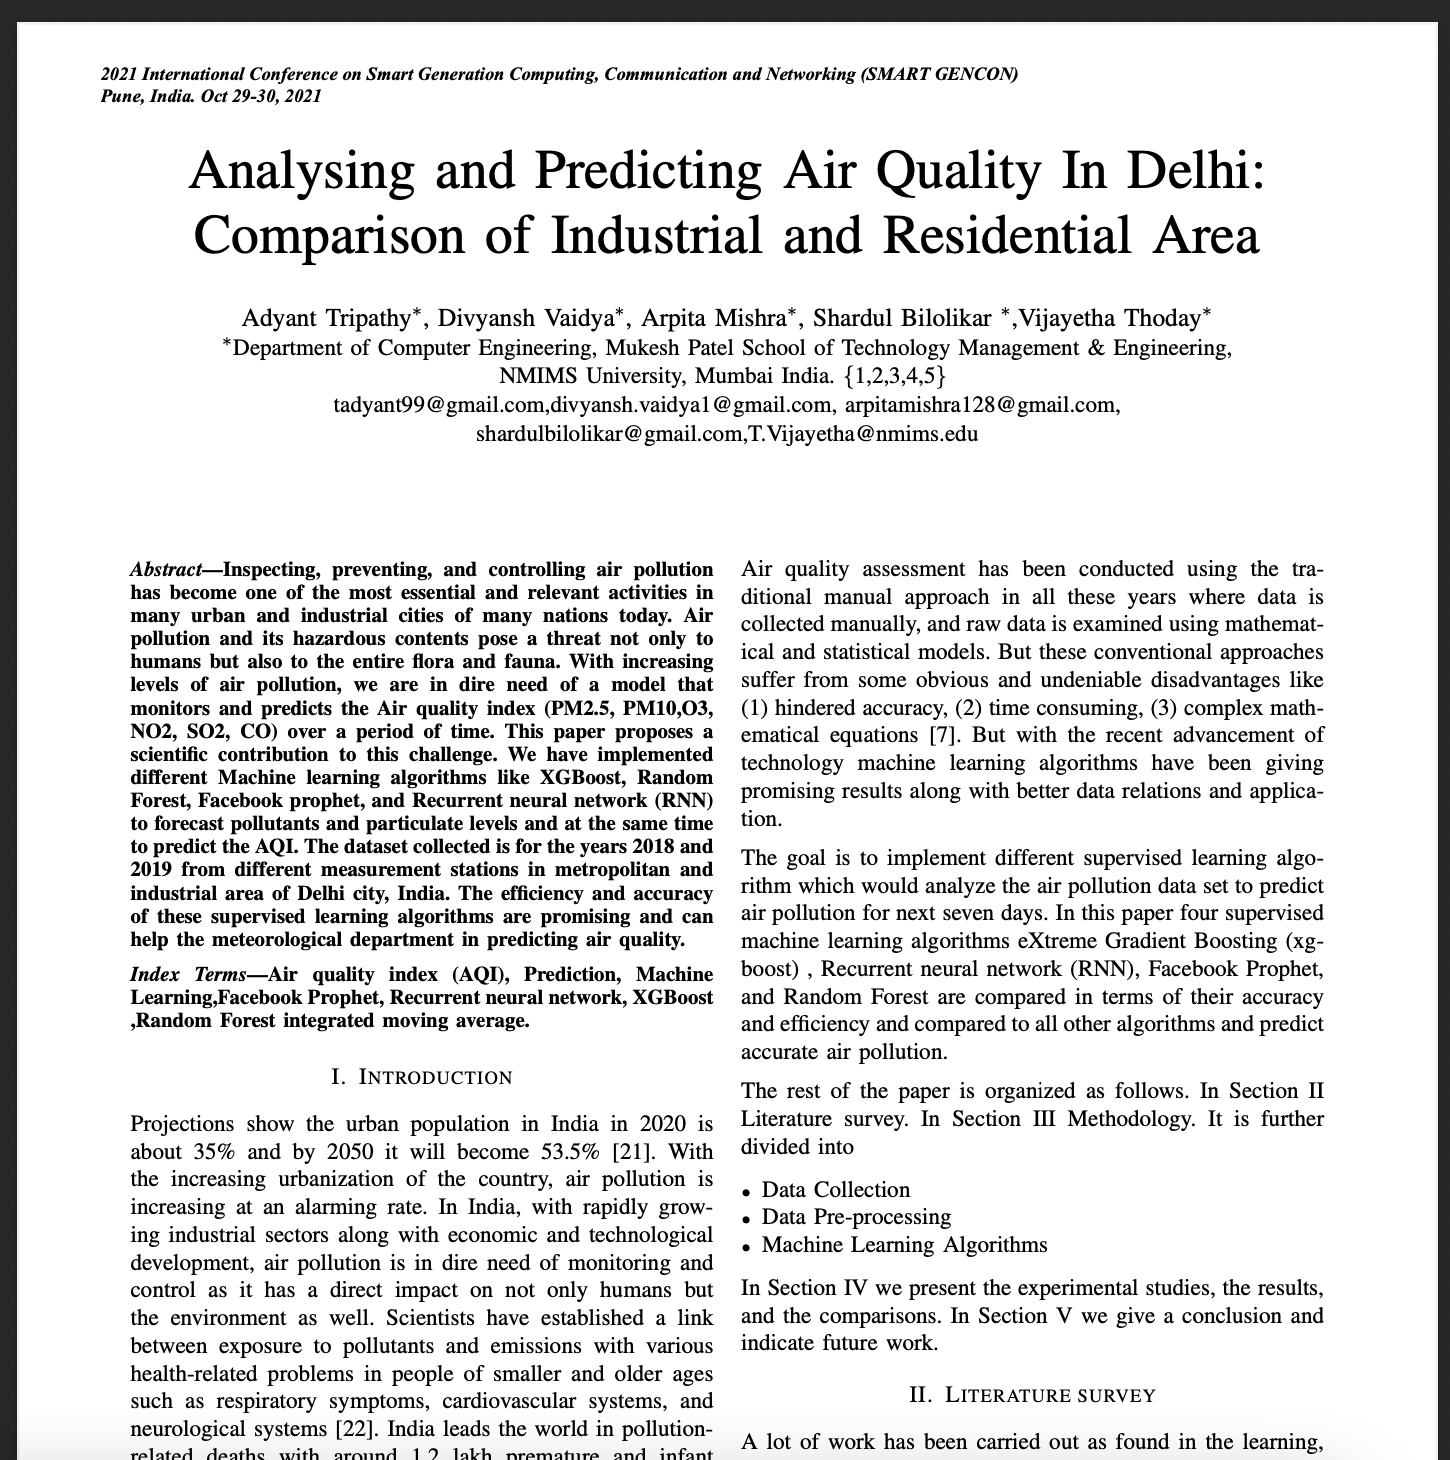 2021 International Conference on Smart Generation Computing, Communication and Networking (SMART GENCON)
Pune, India. Oct 29-30, 2021
Analysing and Predicting Air Quality In Delhi:
Comparison of Industrial and Residential Area
Adyant Tripathy*, Divyansh Vaidya*, Arpita Mishra*, Shardul Bilolikar *,Vijayetha Thoday*
*Department of Computer Engineering, Mukesh Patel School of Technology Management & Engineering,
NMIMS University, Mumbai India. {1,2,3,4,5}
tadyant99@gmail.com,divyansh.vaidya1@gmail.com, arpitamishra128@gmail.com,
shardulbilolikar@gmail.com,T.Vijayetha@nmims.edu
Abstract—Inspecting, preventing, and controlling air pollution
has become one of the most essential and relevant activities in
many urban and industrial cities of many nations today. Air
pollution and its hazardous contents pose a threat not only to
humans but also to the entire flora and fauna. With increasing
levels of air pollution, we are in dire need of a model that
monitors and predicts the Air quality index (PM2.5, PM10,O3,
NO2, SO2, CO) over a period of time. This paper proposes a
scientific contribution to this challenge. We have implemented
different Machine learning algorithms like XGBoost, Random
Forest, Facebook prophet, and Recurrent neural network (RNN)
to forecast pollutants and particulate levels and at the same time
to predict the AQI. The dataset collected is for the years 2018 and
2019 from different measurement stations in metropolitan and
industrial area of Delhi city, India. The efficiency and accuracy
of these supervised learning algorithms are promising and can
help the meteorological department in predicting air quality.
Index Terms—Air quality index (AQI), Prediction, Machine
Learning,Facebook Prophet, Recurrent neural network, XGBoost
,Random Forest integrated moving average.
I. INTRODUCTION
Projections show the urban population in India in 2020 is
about 35% and by 2050 it will become 53.5% [21]. With
the increasing urbanization of the country, air pollution is
increasing at an alarming rate. In India, with rapidly grow-
ing industrial sectors along with economic and technological
development, air pollution is in dire need of monitoring and
control as it has a direct impact on not only humans but
the environment as well. Scientists have established a link
between exposure to pollutants and emissions with various
health-related problems in people of smaller and older ages
such as respiratory symptoms, cardiovascular systems, and
neurological systems [22]. India leads the world in pollution-
related deaths with around 1.2 lakh premature and infant
Air quality assessment has been conducted using the tra-
ditional manual approach in all these years where data is
collected manually, and raw data is examined using mathemat-
ical and statistical models. But these conventional approaches
suffer from some obvious and undeniable disadvantages like
(1) hindered accuracy, (2) time consuming, (3) complex math-
ematical equations [7]. But with the recent advancement of
technology machine learning algorithms have been giving
promising results along with better data relations and applica-
tion.
The goal is to implement different supervised learning algo-
rithm which would analyze the air pollution data set to predict
air pollution for next seven days. In this paper four supervised
machine learning algorithms eXtreme Gradient Boosting (xg-
boost) , Recurrent neural network (RNN), Facebook Prophet,
and Random Forest are compared in terms of their accuracy
and efficiency and compared to all other algorithms and predict
accurate air pollution.
The rest of the paper is organized as follows. In Section II
Literature survey. In Section III Methodology. It is further
divided into
• Data Collection
• Data Pre-processing
• Machine Learning Algorithms
In Section IV we present the experimental studies, the results,
and the comparisons. In Section V we give a conclusion and
indicate future work.
II. LITERATURE SURVEY
A lot of work has been carried out as found in the learning,